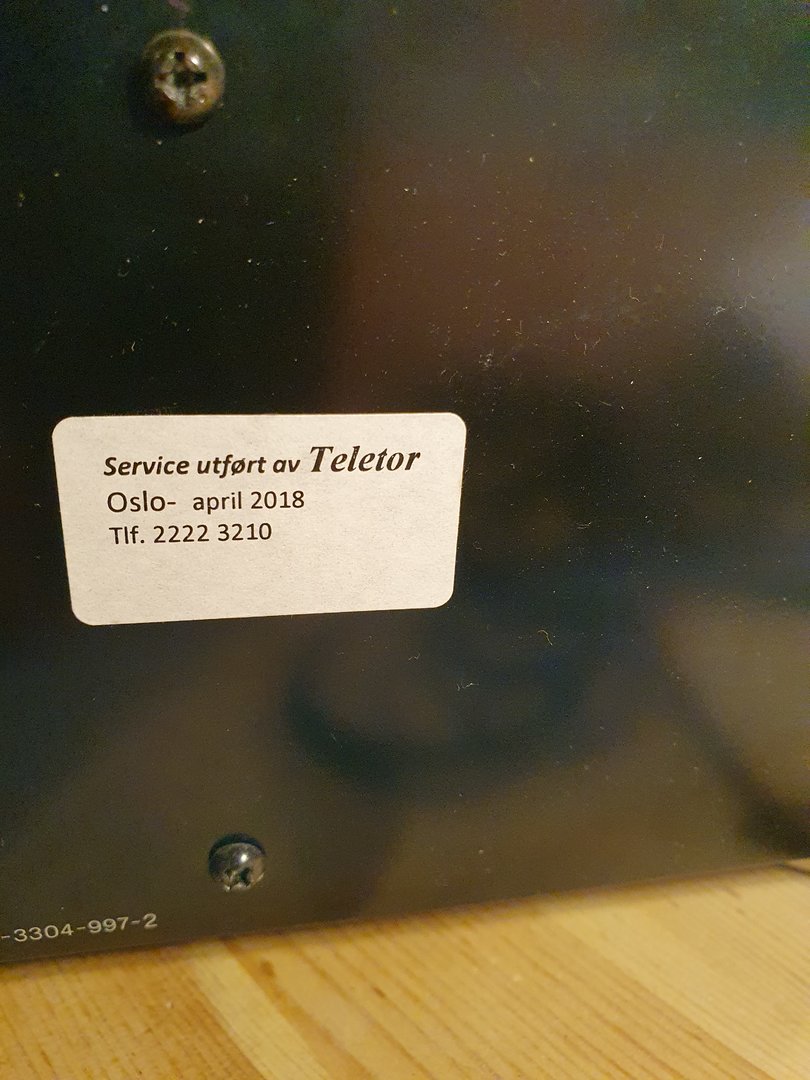 Service utført av Teletor
Oslo- april 2018
Tlf. 2222 3210
-3304-997-2